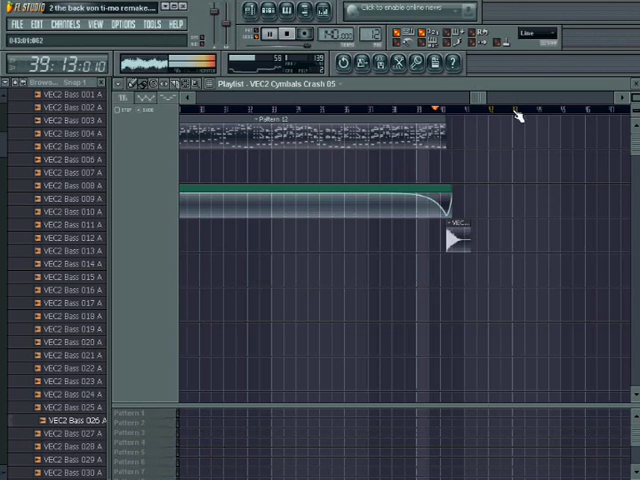 FL STUDIO
2 the back von ti-mo remake....
FILE EDIT CHANNELS VIEW OPTIONS TOOLS HELP
Click to enable online news
Line
39:13:010
Snap 1
Playlist - VEC2 Cymbals Crash 05
VEC2 Bass 001 A
VEC2 Bass 002 A
VEC2 Bass 003 A
VEC2 Bass 004 A
VEC2 Bass 005 A
VEC2 Bass 006 A
VEC2 Bass 007 A
VEC2 Bass 008 A
VEC2 Bass 009 A
VEC2 Bass 010 A
VEC2 Bass 011 A
VEC2 Bass 012 A
VEC2 Bass 013 A
VEC2 Bass 014 A
VEC2 Bass 015 A
VEC2 Bass 016 A
VEC2 Bass 017 A
VEC2 Bass 018 A
VEC2 Bass 019 A
VEC2 Bass 020 A
VEC2 Bass 021 A
VEC2 Bass 022 A
VEC2 Bass 023 A
VEC2 Bass 024 A
VEC2 Bass 025 A
VEC2 Bass 026 A
VEC2 Bass 027 A
VEC2 Bass 028 A
VEC2 Bass 029 A
VEC2 Bass 030 A
Pattern 12
VEC...
Pattern 1
Pattern 2
Pattern 3
Pattern 4
Pattern 5
Pattern 6
Pattern 7